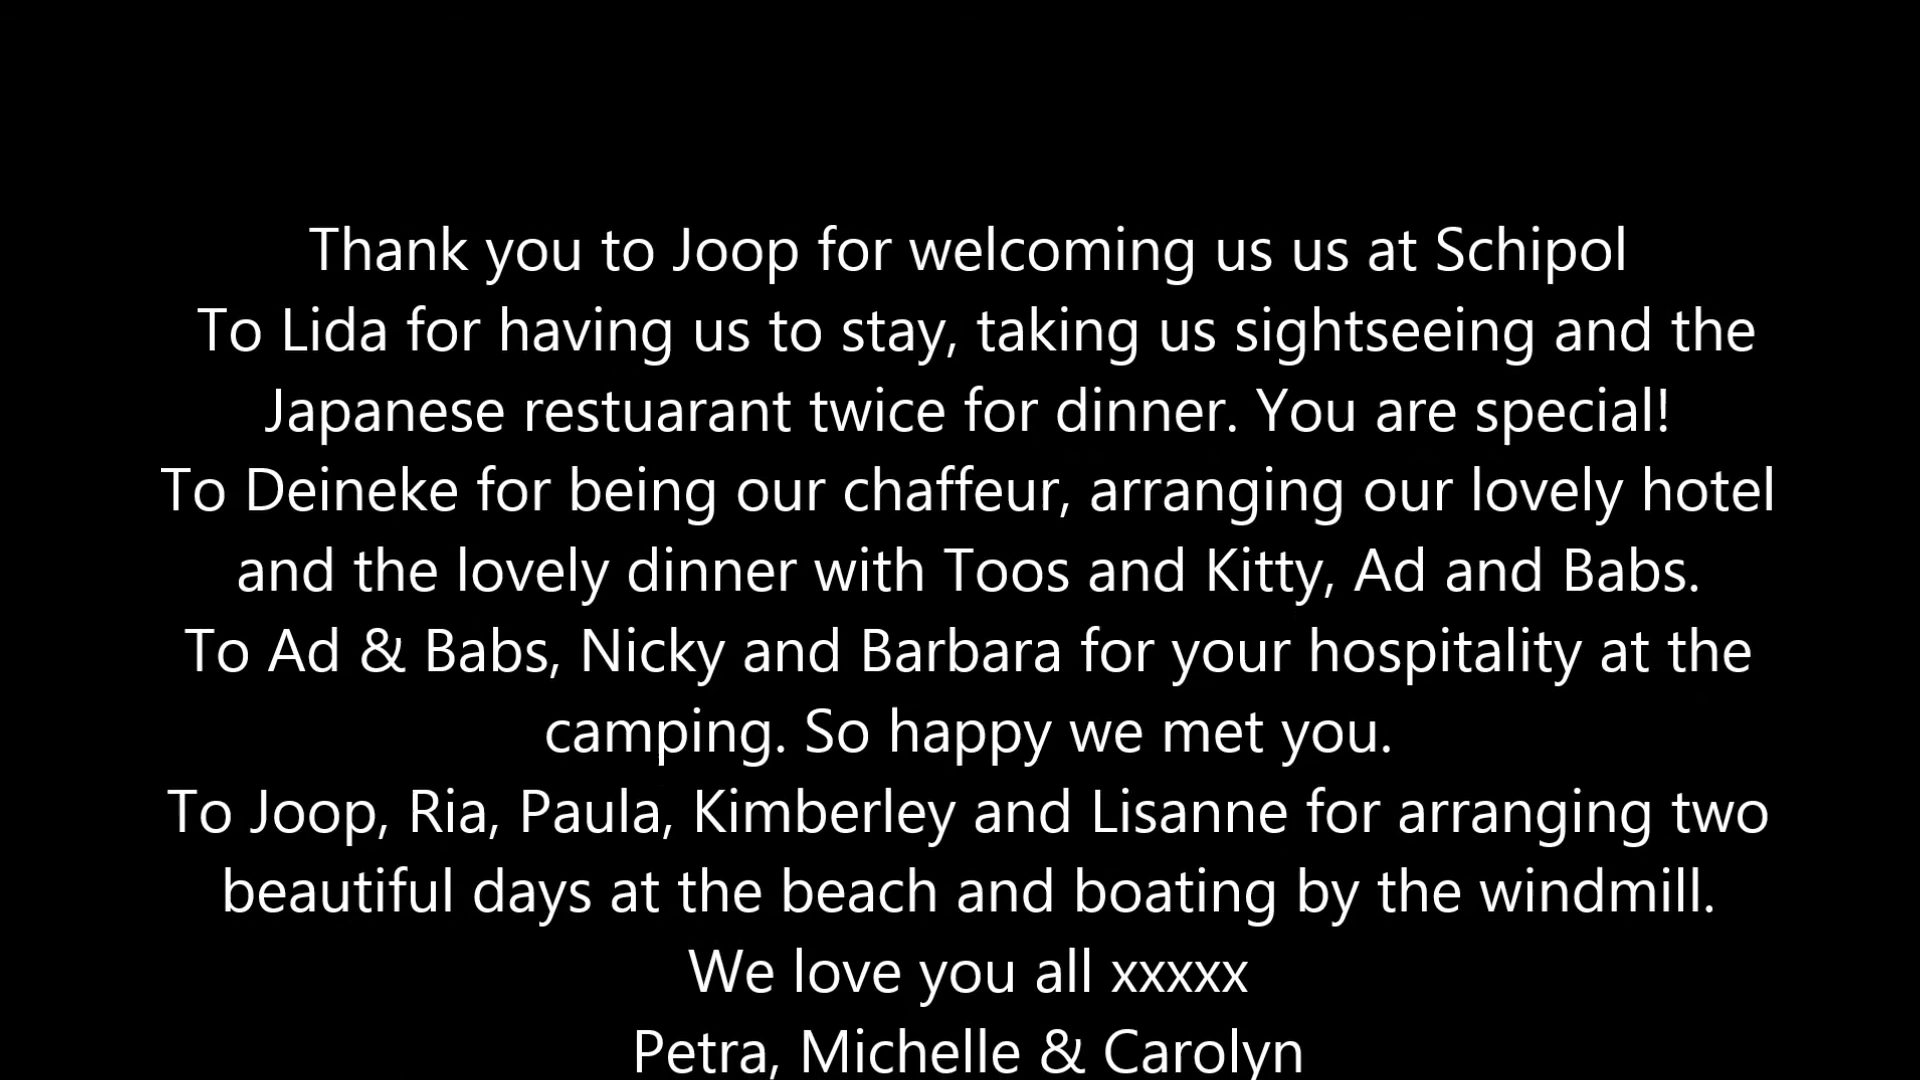 Thank you to Joop for welcoming us us at Schipol
To Lida for having us to stay, taking us sightseeing and the
Japanese restuarant twice for dinner. You are special!
To Deineke for being our chaffeur, arranging our lovely hotel
and the lovely dinner with Toos and Kitty, Ad and Babs.
To Ad & Babs, Nicky and Barbara for your hospitality at the
camping. So happy we met you.
To Joop, Ria, Paula, Kimberley and Lisanne for arranging two
beautiful days at the beach and boating by the windmill.
We love you all xxxxx
Petra, Michelle & Carolyn